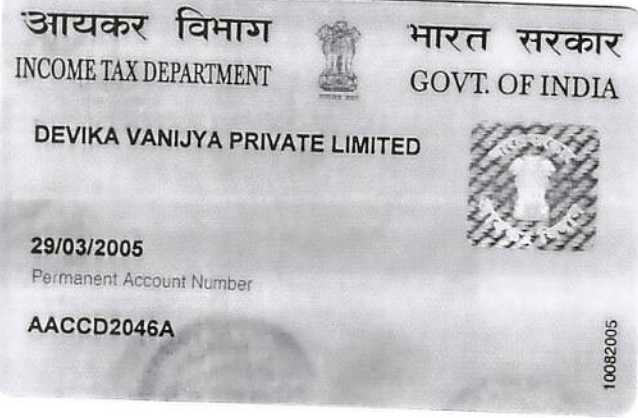 आयकर विभाग
INCOME TAX DEPARTMENT
भारत सरकार
GOVT. OF INDIA
DEVIKA VANIJYA PRIVATE LIMITED
29/03/2005
Permanent Account Number
AACCD2046A
10082005